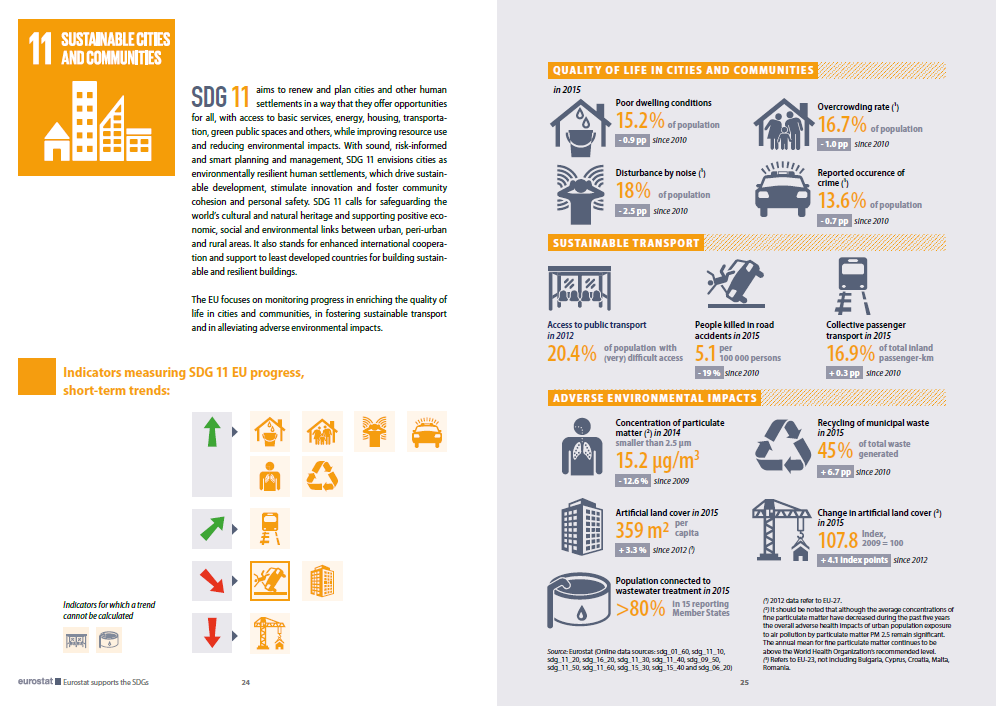 11 SUSTAINABLE CITIES
AND COMMUNITIES
SDG 11 aims to renew and plan cities and other human
settlements in a way that they offer opportunities
for all, with access to basic services, energy, housing, transporta-
tion, green public spaces and others, while improving resource use
and reducing environmental impacts. With sound, risk-informed
and smart planning and management, SDG 11 envisions cities as
environmentally resilient human settlements, which drive sustain-
able development, stimulate innovation and foster community
cohesion and personal safety. SDG 11 calls for safeguarding the
world's cultural and natural heritage and supporting positive eco-
nomic, social and environmental links between urban, peri-urban
and rural areas. It also stands for enhanced international coopera-
tion and support to least developed countries for building sustain-
able and resilient buildings.
The EU focuses on monitoring progress in enriching the quality of
life in cities and communities, in fostering sustainable transport
and in alleviating adverse environmental impacts.
Indicators measuring SDG 11 EU progress,
short-term trends:
Indicators for which a trend
cannot be calculated
eurostat Eurostat supports the SDGs
24
QUALITY OF LIFE IN CITIES AND COMMUNITIES
in 2015
Poor dwelling conditions
15.2% of population
- 0.9 pp since 2010
Overcrowding rate (¹)
16.7% of population
- 1.0 pp since 2010
Disturbance by noise (¹)
18% of population
- 2.5 pp since 2010
Reported occurence of
crime (¹)
13.6% of population
- 0.7 pp since 2010
SUSTAINABLE TRANSPORT
Access to public transport
in 2012
20.4% of population with
(very) difficult access
People killed in road
accidents in 2015
5.1 per
100 000 persons
- 19 % since 2010
Collective passenger
transport in 2015
16.9% of total inland
passenger-km
+ 0.3 pp since 2010
ADVERSE ENVIRONMENTAL IMPACTS
Concentration of particulate
matter (²) in 2014
smaller than 2.5 µm
15.2 µg/m³
- 12.6 % since 2009
Recycling of municipal waste
in 2015
45% of total waste
generated
+ 6.7 pp since 2010
Artificial land cover in 2015
359 m² per
capita
+ 3.3 % since 2012 (³)
Change in artificial land cover (³)
in 2015
107.8 Index,
2009 = 100
+ 4.1 index points since 2012
Population connected to
wastewater treatment in 2015
>80% in 15 reporting
Member States
Source: Eurostat (Online data sources: sdg_01_60, sdg_11_10,
sdg_11_20, sdg_16_20, sdg_11_30, sdg_11_40, sdg_09_50,
sdg_11_50, sdg_11_60, sdg_15_30, sdg_15_40 and sdg_06_20)
(¹) 2012 data refer to EU-27.
(²) It should be noted that although the average concentrations of
fine particulate matter have decreased during the past five years
the overall adverse health impacts of urban population exposure
to air pollution by particulate matter PM 2.5 remain significant.
The annual mean for fine particulate matter continues to be
above the World Health Organization's recommended level.
(³) Refers to EU-23, not including Bulgaria, Cyprus, Croatia, Malta,
Romania.
25